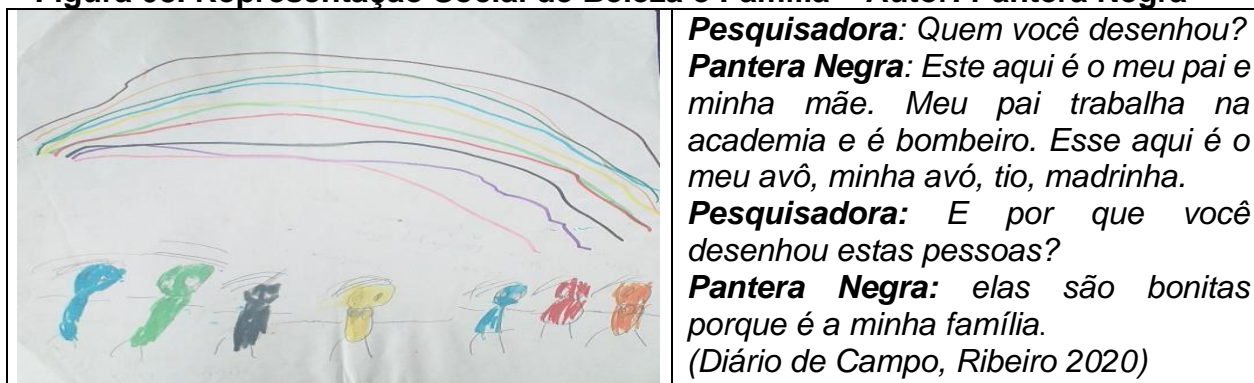 Pesquisadora: Quem você desenhou?
Pantera Negra: Este aqui é o meu pai e
minha mãe. Meu pai trabalha na
academia e é bombeiro. Esse aqui é o
meu avô, minha avó, tio, madrinha.
Pesquisadora: E por que você
desenhou estas pessoas?
Pantera Negra: elas são bonitas
porque é a minha família.
(Diário de Campo, Ribeiro 2020)